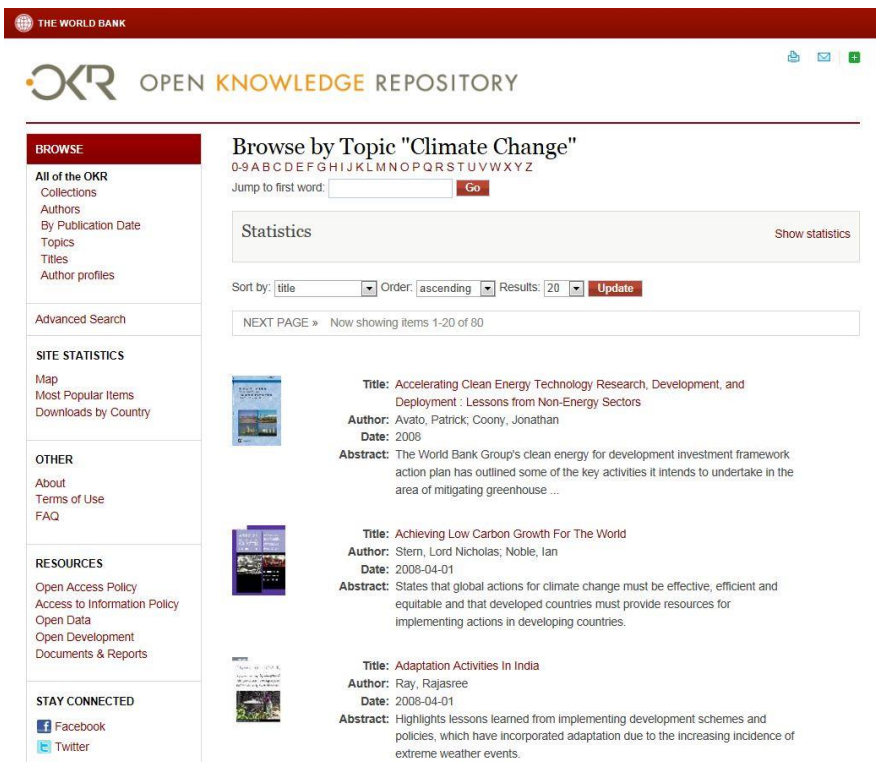 THE WORLD BANK
OKR OPEN KNOWLEDGE REPOSITORY
BROWSE
All of the OKR
Collections
Authors
By Publication Date
Topics
Titles
Author profiles
Advanced Search
SITE STATISTICS
Map
Most Popular Items
Downloads by Country
OTHER
About
Terms of Use
FAQ
RESOURCES
Open Access Policy
Access to Information Policy
Open Data
Open Development
Documents & Reports
STAY CONNECTED
Facebook
Twitter
Browse by Topic "Climate Change"
0-9 A B C D E F G H I J K L M N O P Q R S T U V W X Y Z
Jump to first word: Go
Statistics Show statistics
Sort by: title Order: ascending Results: 20 Update
NEXT PAGE » Now showing items 1-20 of 80
Title: Accelerating Clean Energy Technology Research, Development, and
Deployment : Lessons from Non-Energy Sectors
Author: Avato, Patrick; Coony, Jonathan
Date: 2008
Abstract: The World Bank Group's clean energy for development investment framework
action plan has outlined some of the key activities it intends to undertake in the
area of mitigating greenhouse ...
Title: Achieving Low Carbon Growth For The World
Author: Stern, Lord Nicholas; Noble, Ian
Date: 2008-04-01
Abstract: States that global actions for climate change must be effective, efficient and
equitable and that developed countries must provide resources for
implementing actions in developing countries.
Title: Adaptation Activities In India
Author: Ray, Rajasree
Date: 2008-04-01
Abstract: Highlights lessons learned from implementing development schemes and
policies, which have incorporated adaptation due to the increasing incidence of
extreme weather events.